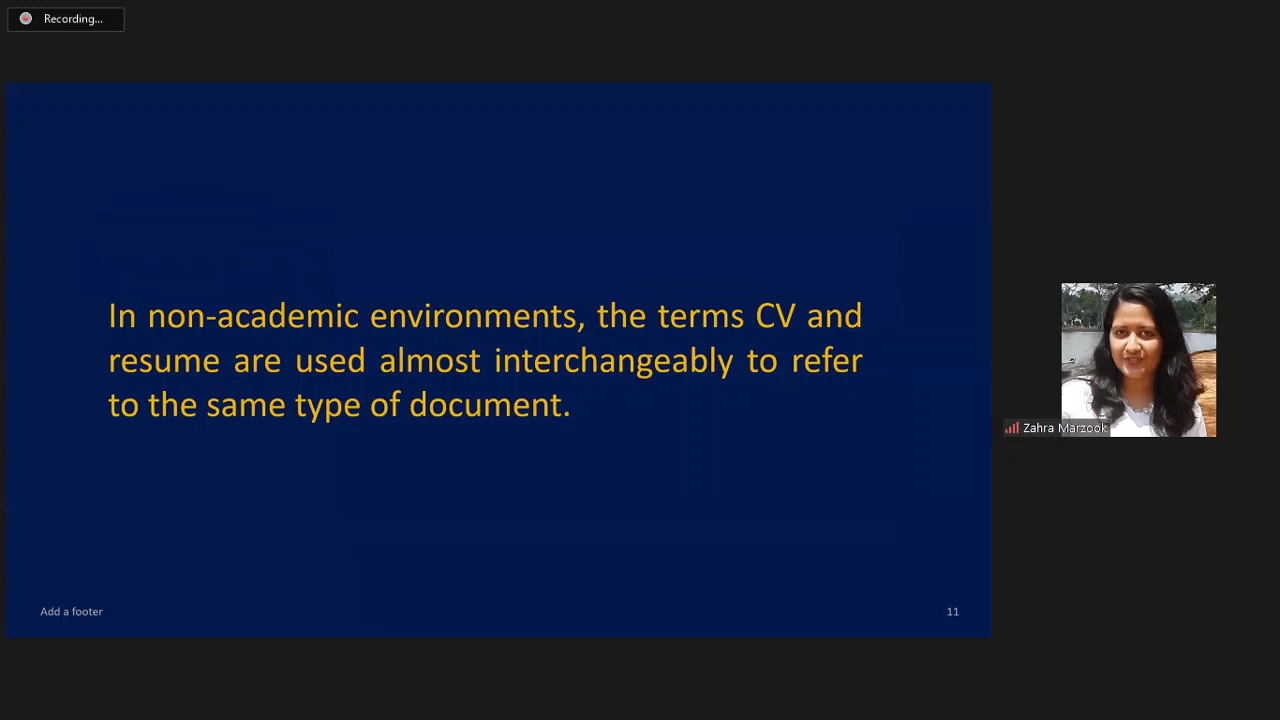 Recording...
In non-academic environments, the terms CV and
resume are used almost interchangeably to refer
to the same type of document.
Zahra Marzook
Add a footer
11